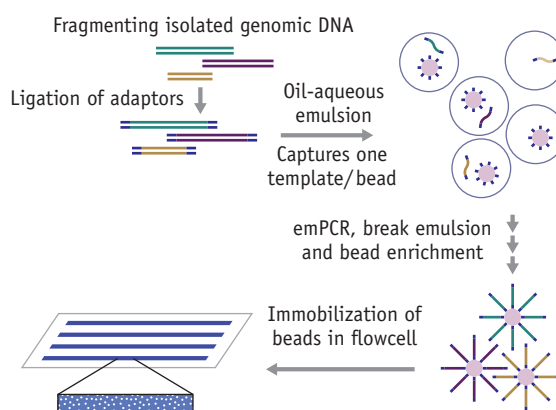 Fragmenting isolated genomic DNA
Ligation of adaptors
Oil-aqueous
emulsion
Captures one
template/bead
emPCR, break emulsion
and bead enrichment
Immobilization of
beads in flowcell